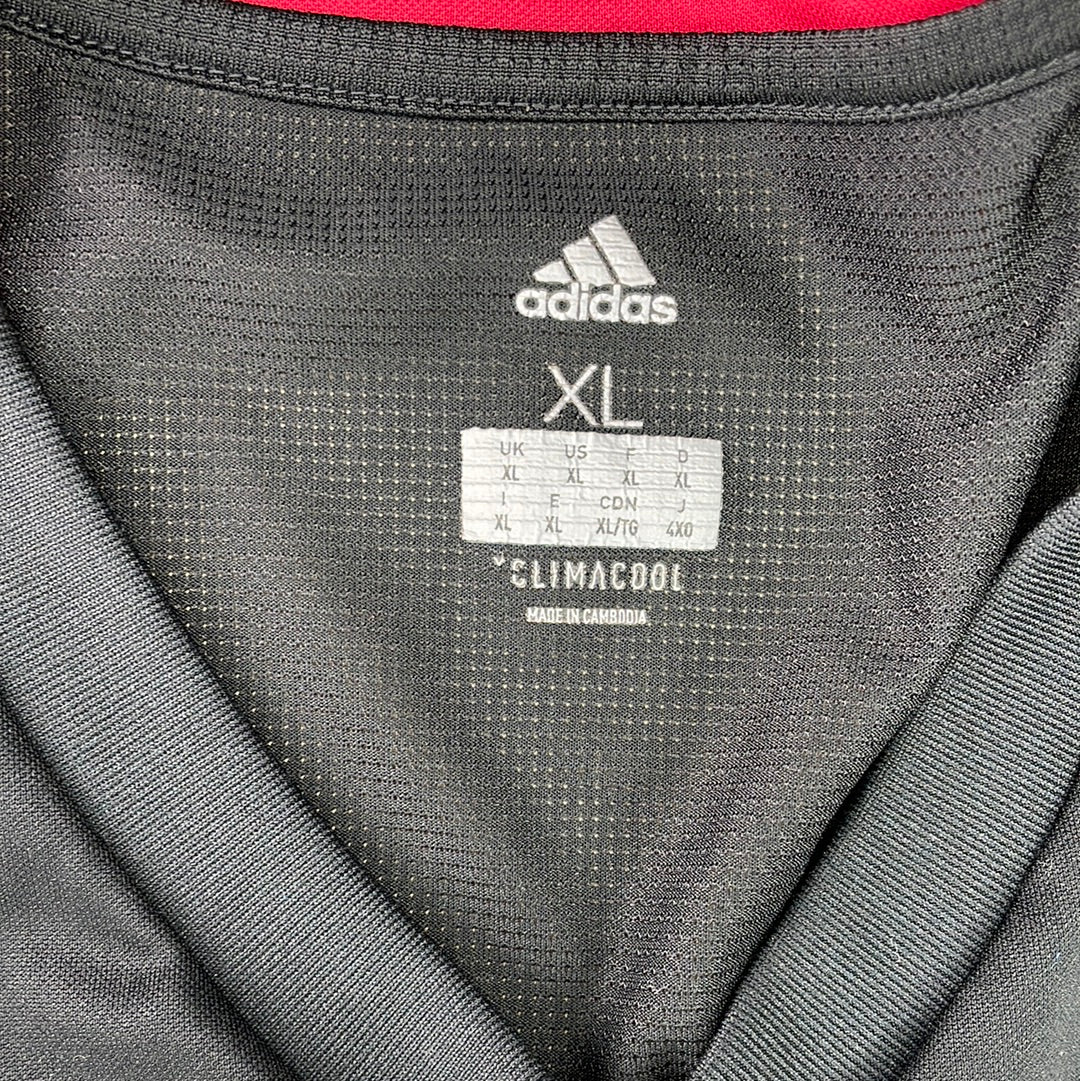 adidas
XL
UK US F D
XL XL XL XL
I E CDN J
XL XL XL/TG 4XO
CLIMACOOL
MADE IN CAMBODIA